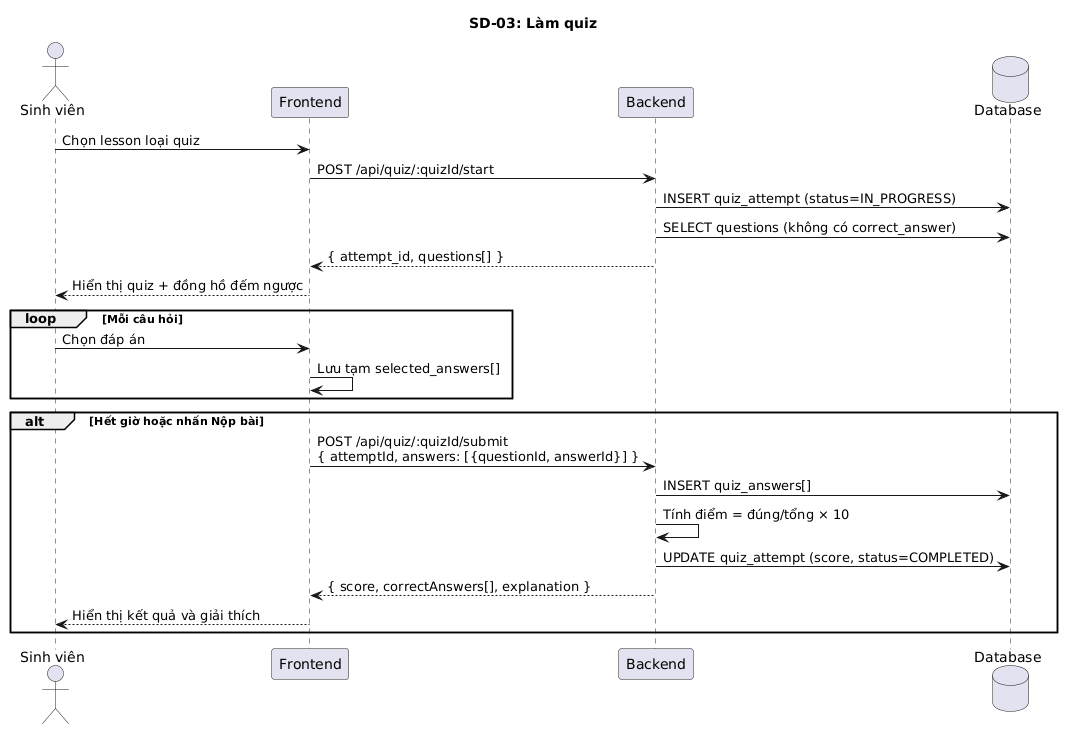 SD-03: Làm quiz
Sinh viên
Frontend
Backend
Database
Chọn lesson loại quiz
POST /api/quiz/:quizId/start
INSERT quiz_attempt (status=IN_PROGRESS)
SELECT questions (không có correct_answer)
{ attempt_id, questions[] }
Hiển thị quiz + đồng hồ đếm ngược
loop [Mỗi câu hỏi]
Chọn đáp án
Lưu tạm selected_answers[]
alt [Hết giờ hoặc nhấn Nộp bài]
POST /api/quiz/:quizId/submit
{ attemptId, answers: [{questionId, answerId}] }
INSERT quiz_answers[]
Tính điểm = đúng/tổng × 10
UPDATE quiz_attempt (score, status=COMPLETED)
{ score, correctAnswers[], explanation }
Hiển thị kết quả và giải thích
Sinh viên
Frontend
Backend
Database